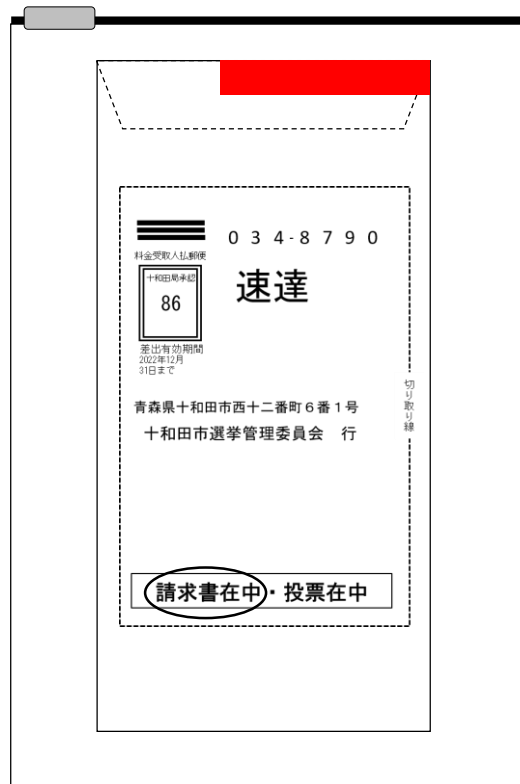 034-8790
料金受取人払郵便
十和田局承認
86
速達
差出有効期間
2022年12月
31日まで
切り取り線
青森県十和田市西十二番町６番１号
十和田市選挙管理委員会　行
請求書在中・投票在中